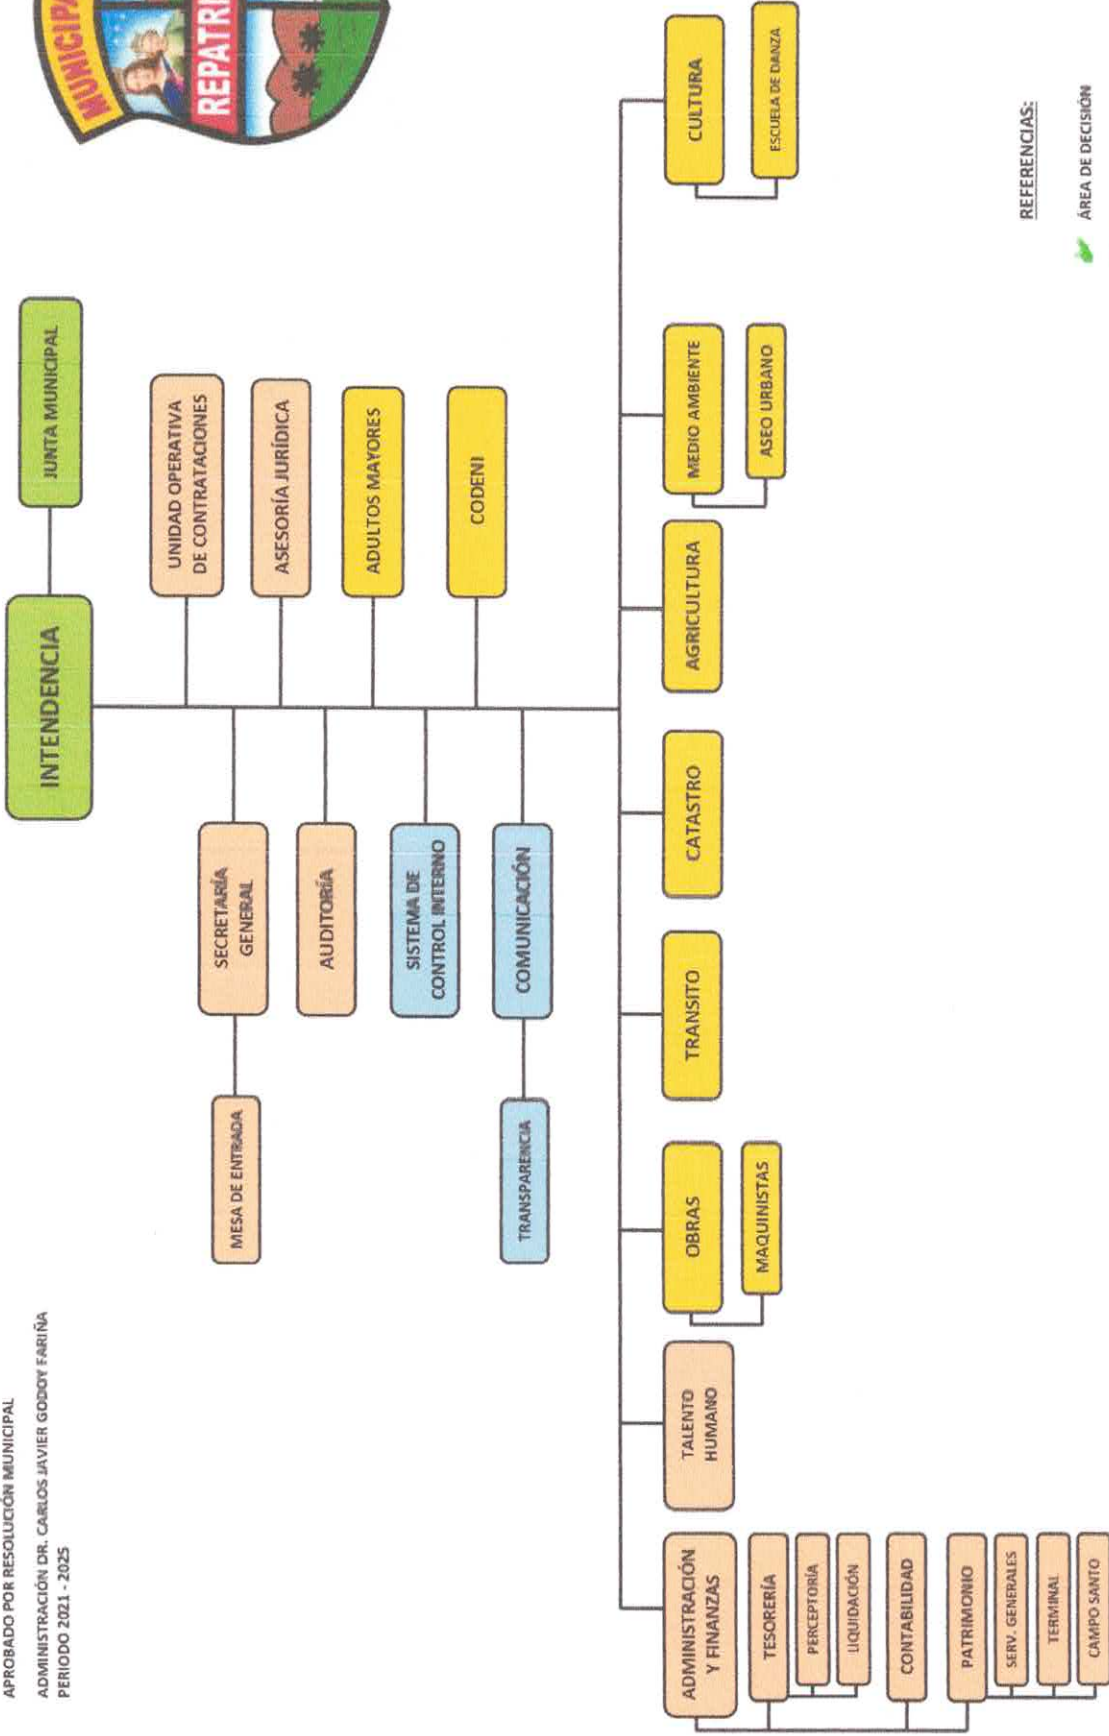 APROBADO POR RESOLUCIÓN MUNICIPAL
ADMINISTRACIÓN DR. CARLOS JAVIER GODOY FARIÑA
PERIODO 2021 - 2025
REPATRI
INTENDENCIA
JUNTA MUNICIPAL
UNIDAD OPERATIVA
DE CONTRATACIONES
SECRETARÍA
GENERAL
MESA DE ENTRADA
ASESORÍA JURÍDICA
AUDITORÍA
ADULTOS MAYORES
SISTEMA DE
CONTROL INTERNO
CODENI
COMUNICACIÓN
TRANSPARENCIA
ADMINISTRACIÓN
Y FINANZAS
TESORERÍA
PERCEPTORÍA
LIQUIDACIÓN
CONTABILIDAD
PATRIMONIO
SERV. GENERALES
TERMINAL
CAMPO SANTO
TALENTO
HUMANO
OBRAS
MAQUINISTAS
TRANSITO
CATASTRO
AGRICULTURA
MEDIO AMBIENTE
ASEO URBANO
CULTURA
ESCUELA DE DANZA
REFERENCIAS:
ÁREA DE DECISIÓN